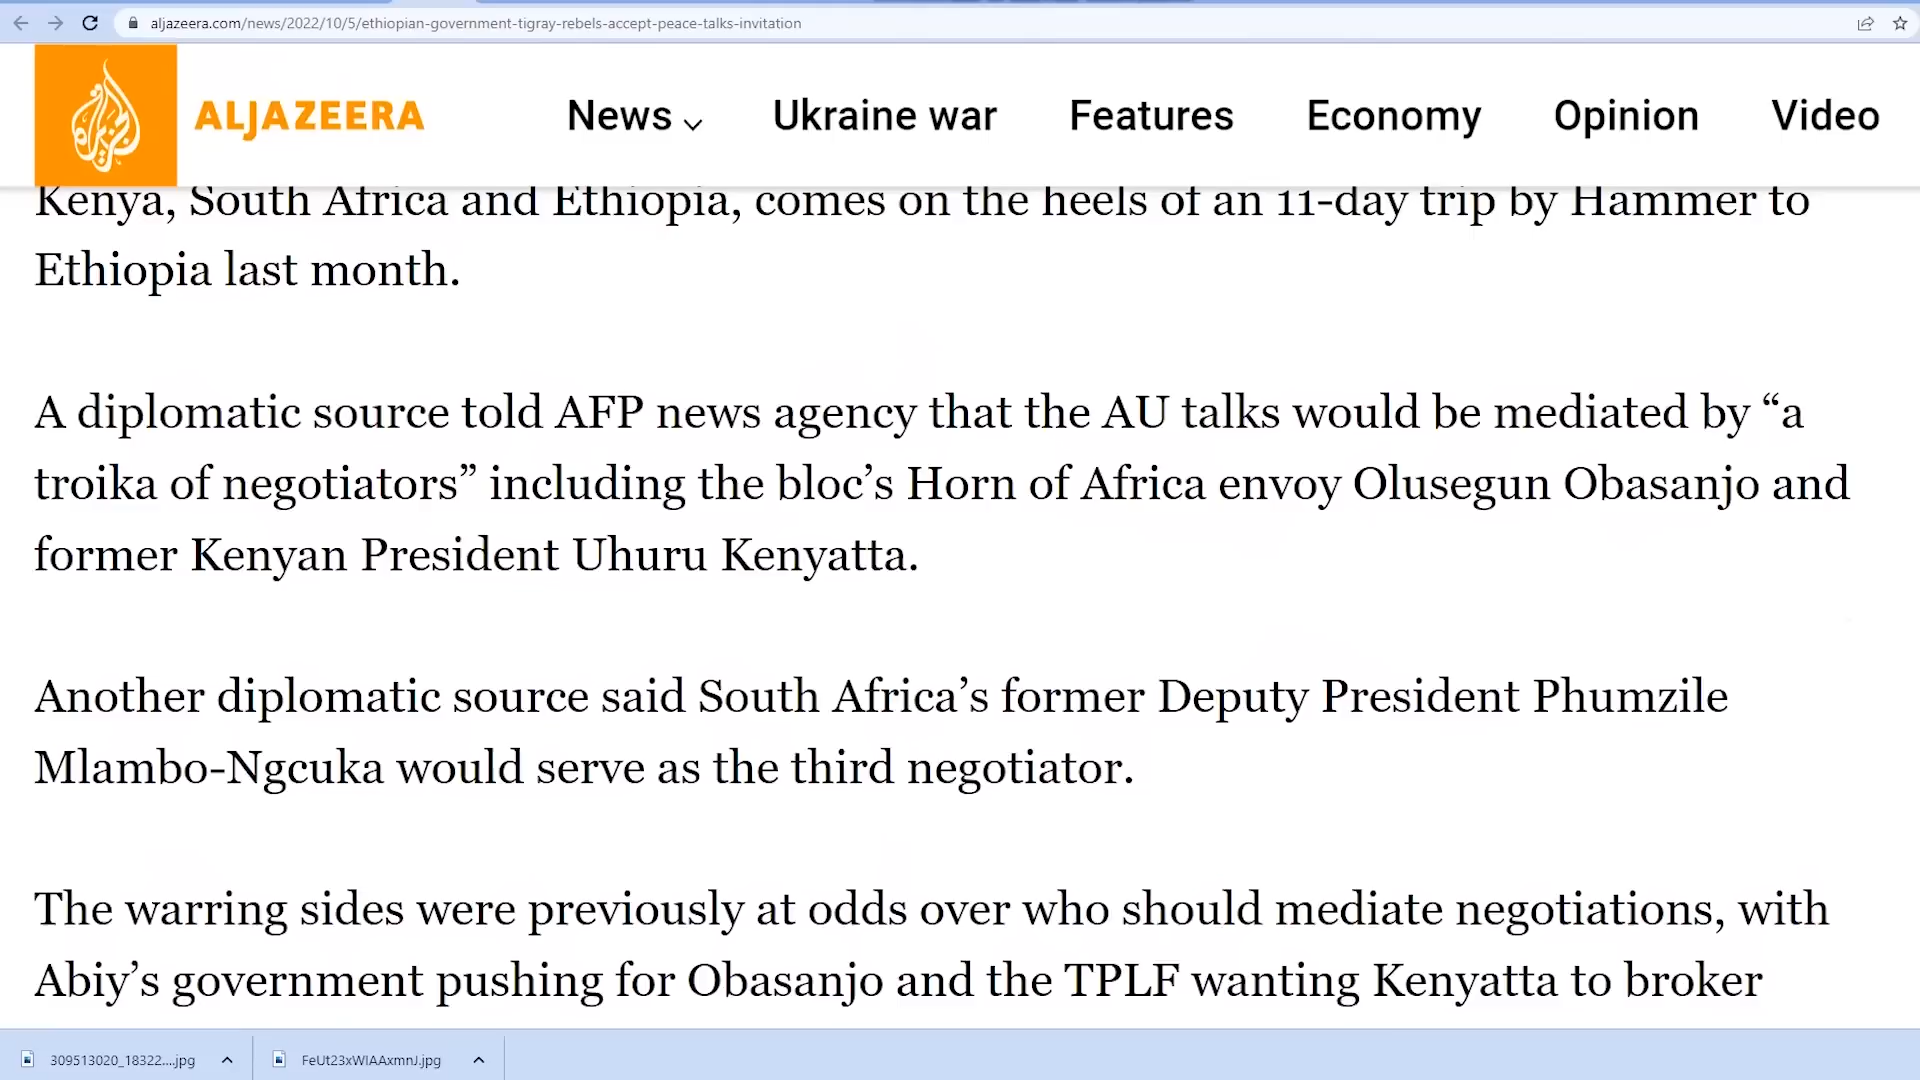 aljazeera.com/news/2022/10/5/ethiopian-government-tigray-rebels-accept-peace-talks-invitation
ALJAZEERA
News
Ukraine war
Features
Economy
Opinion
Video
Kenya, South Africa and Ethiopia, comes on the heels of an 11-day trip by Hammer to
Ethiopia last month.
A diplomatic source told AFP news agency that the AU talks would be mediated by “a
troika of negotiators” including the bloc’s Horn of Africa envoy Olusegun Obasanjo and
former Kenyan President Uhuru Kenyatta.
Another diplomatic source said South Africa’s former Deputy President Phumzile
Mlambo-Ngcuka would serve as the third negotiator.
The warring sides were previously at odds over who should mediate negotiations, with
Abiy’s government pushing for Obasanjo and the TPLF wanting Kenyatta to broker
309513020_18322....jpg
FeUt23xWIAAxmnJ.jpg